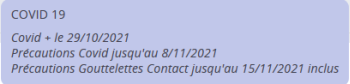 COVID 19
Covid + le 29/10/2021
Précautions Covid jusqu'au 8/11/2021
Précautions Gouttelettes Contact jusqu'au 15/11/2021 inclus